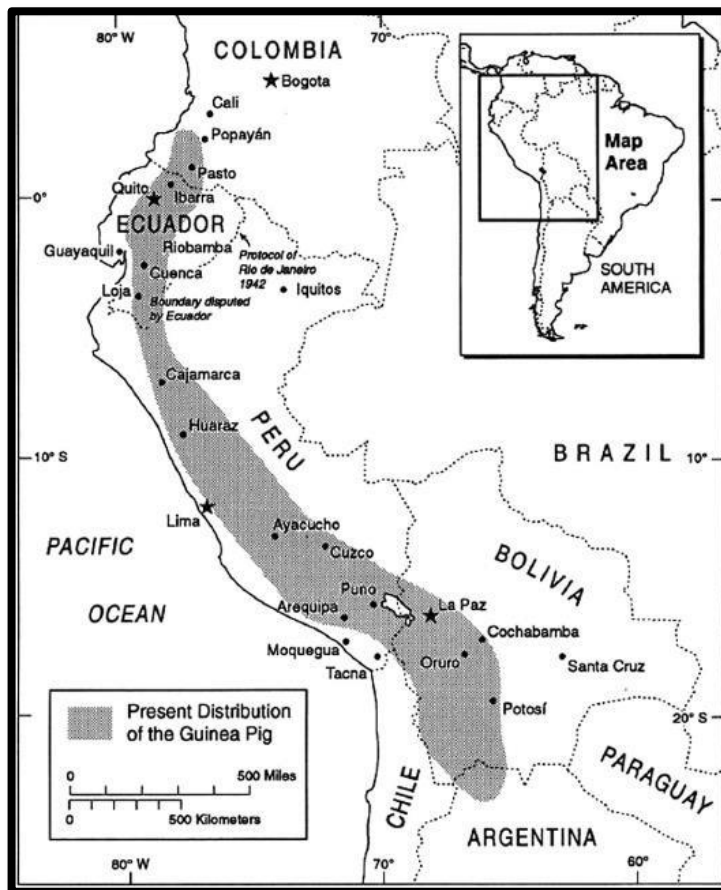 80° W
70°
COLOMBIA
Bogota
Cali
Popayán
Pasto
Quito
Ibarra
0°
ECUADOR
Guayaquil
Riobamba
Cuenca
Loja
Protocol of
Rio de Janeiro
1942
Iquitos
Boundary disputed
by Ecuador
Map
Area
SOUTH
AMERICA
Cajamarca
Huaraz
PERU
10° S
BRAZIL
10°
Lima
Ayacucho
Cuzco
PACIFIC
OCEAN
Puno
La Paz
BOLIVIA
Arequipa
Cochabamba
Moquegua
Oruro
Santa Cruz
Tacna
Potosí
20° S
Present Distribution
of the Guinea Pig
0 500 Miles
0 500 Kilometers
CHILE
PARAGUAY
ARGENTINA
80° W
70°
60°